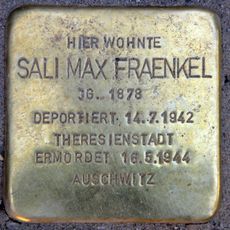 HIER WOHNTE
SALI MAX FRAENKEL
JG. 1878
DEPORTIERT 14.7.1942
THERESIENSTADT
ERMORDET 16.5.1944
AUSCHWITZ